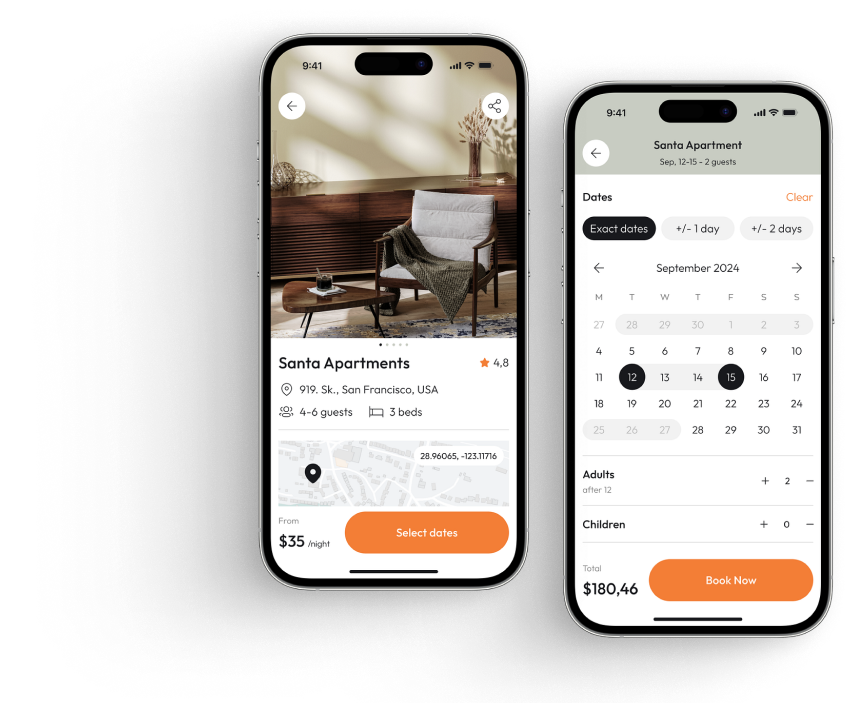 9:41
Santa Apartments
4,8
919. Sk., San Francisco, USA
4-6 guests 3 beds
28.96065, -123.11716
From
$35 /night
Select dates
9:41
Santa Apartment
Sep, 12-15 - 2 guests
Dates Clear
Exact dates +/- 1 day +/- 2 days
September 2024
M T W T F S S
27 28 29 30 1 2 3
4 5 6 7 8 9 10
11 12 13 14 15 16 17
18 19 20 21 22 23 24
25 26 27 28 29 30 31
Adults
after 12
+ 2 −
Children + 0 −
Total
$180,46
Book Now